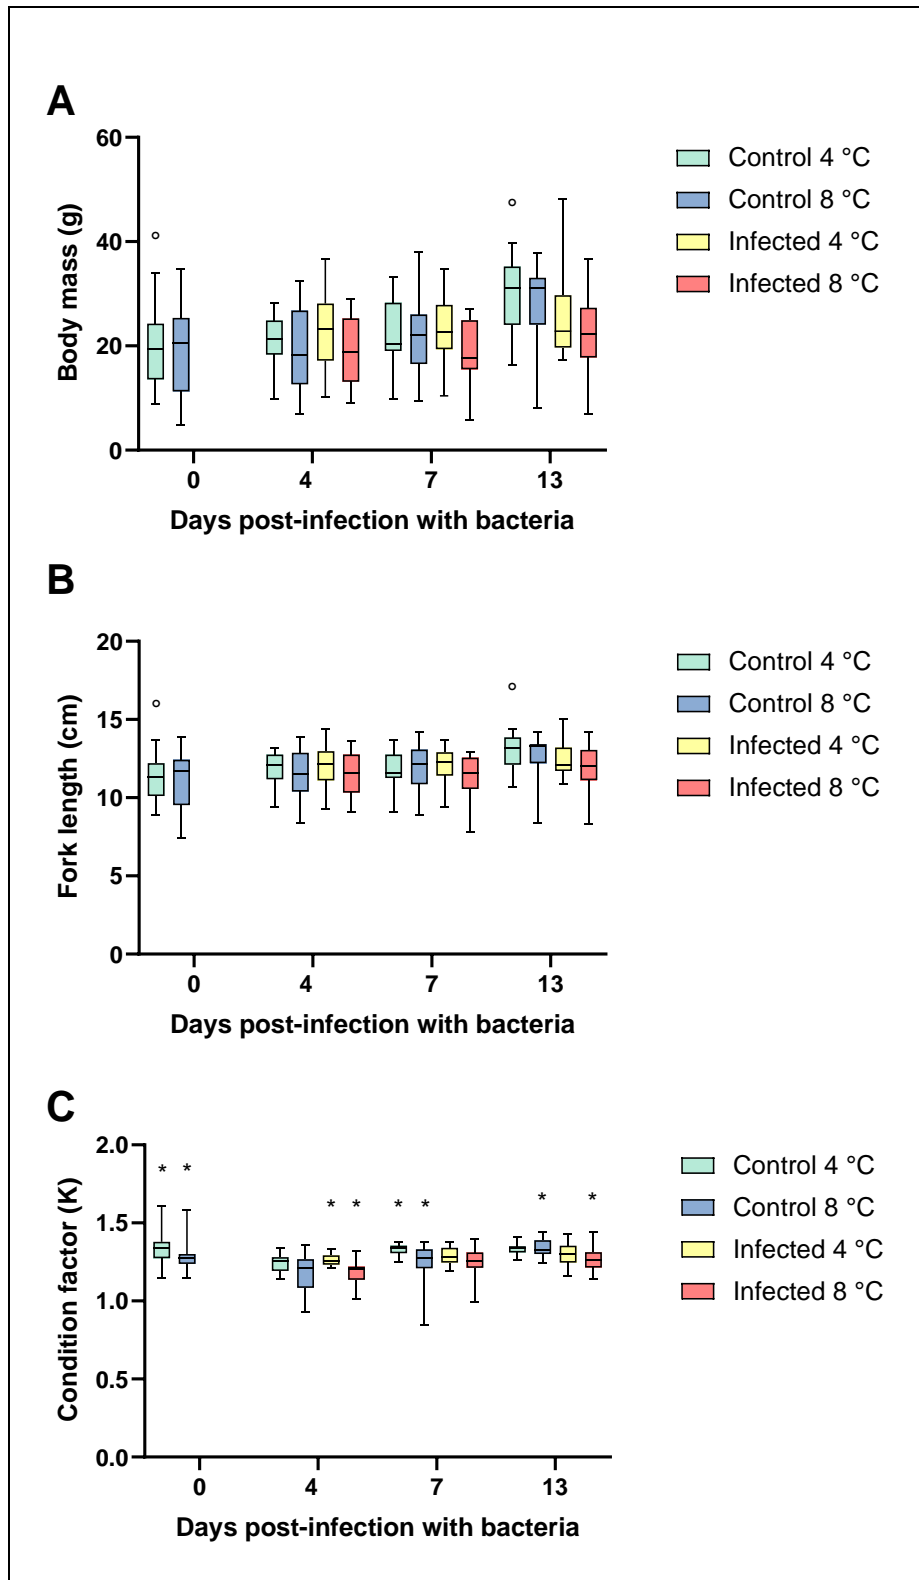 A
60
40
20
0
Body mass (g)
0 4 7 13
Days post-infection with bacteria
Control 4 °C
Control 8 °C
Infected 4 °C
Infected 8 °C
B
20
15
10
5
0
Fork length (cm)
0 4 7 13
Days post-infection with bacteria
Control 4 °C
Control 8 °C
Infected 4 °C
Infected 8 °C
C
2.0
1.5
1.0
0.5
0.0
Condition factor (K)
* * * * * * * *
0 4 7 13
Days post-infection with bacteria
Control 4 °C
Control 8 °C
Infected 4 °C
Infected 8 °C